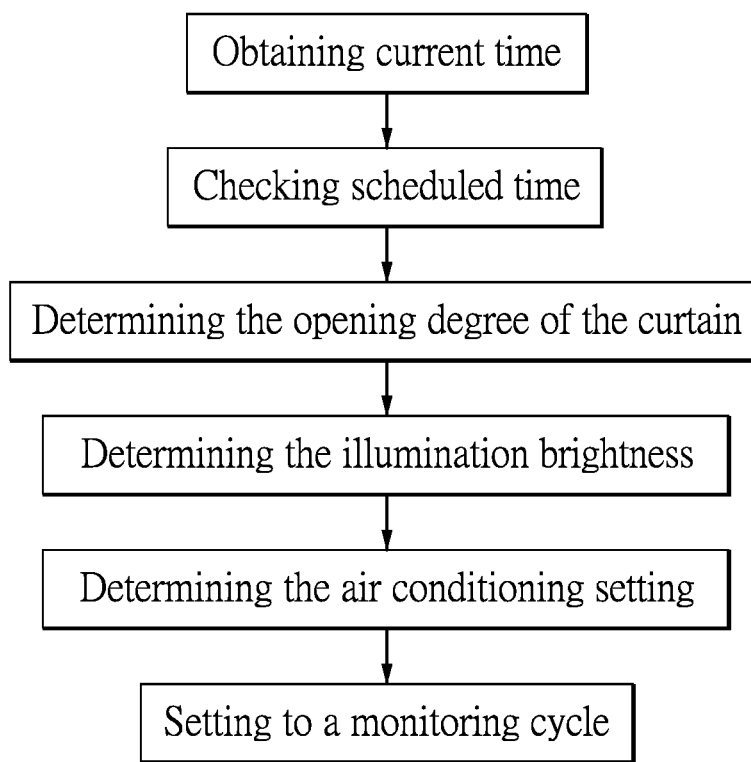 Obtaining current time
Checking scheduled time
Determining the opening degree of the curtain
Determining the illumination brightness
Determining the air conditioning setting
Setting to a monitoring cycle